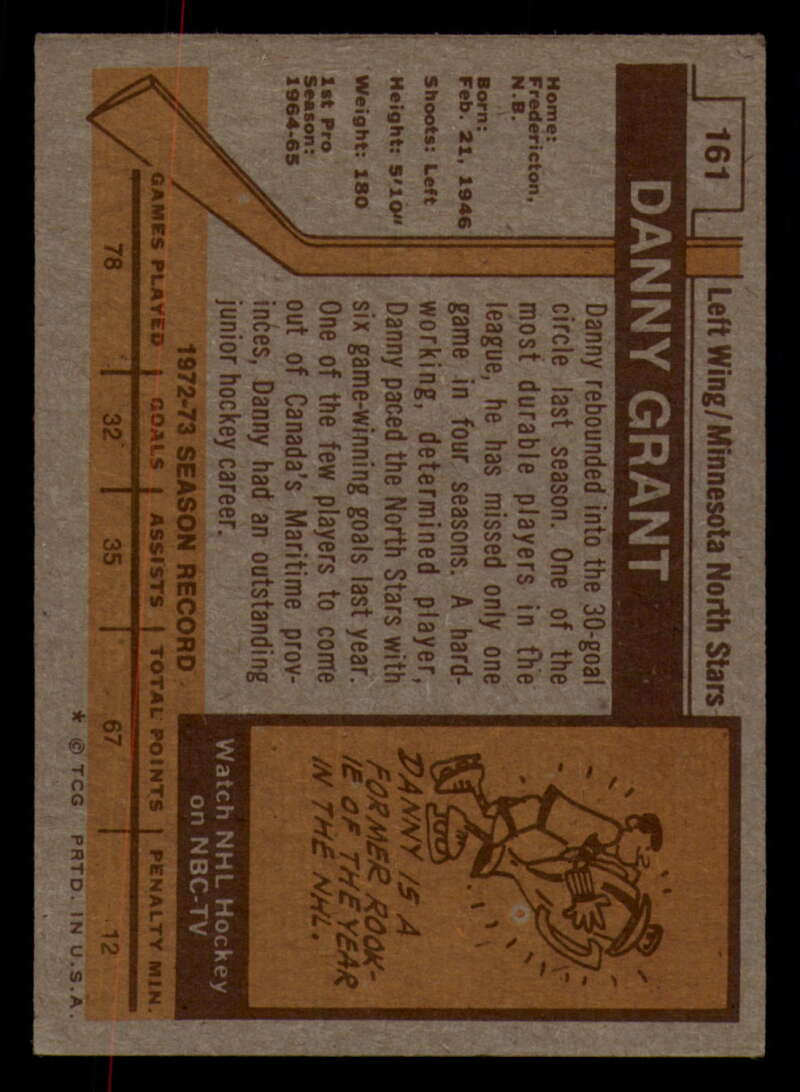 161
Left Wing/Minnesota North Stars
DANNY GRANT
Home:
Fredericton,
N.B.
Born:
Feb. 21, 1946
Shoots: Left
Height: 5'10"
Weight: 180
1st Pro
Season:
1964-65
Danny rebounded into the 30-goal
circle last season. One of the
most durable players in the
league, he has missed only one
game in four seasons. A hard-
working, determined player,
Danny paced the North Stars with
six game-winning goals last year.
One of the few players to come
out of Canada's Maritime prov-
inces, Danny had an outstanding
junior hockey career.
DANNY IS A
FORMER ROOK-
IE OF THE YEAR
IN THE NHL.
Watch NHL Hockey
on NBC-TV
1972-73 SEASON RECORD
GAMES PLAYED GOALS ASSISTS TOTAL POINTS PENALTY MIN.
78 32 35 67 12
* © TCG PRTD. IN U.S.A.